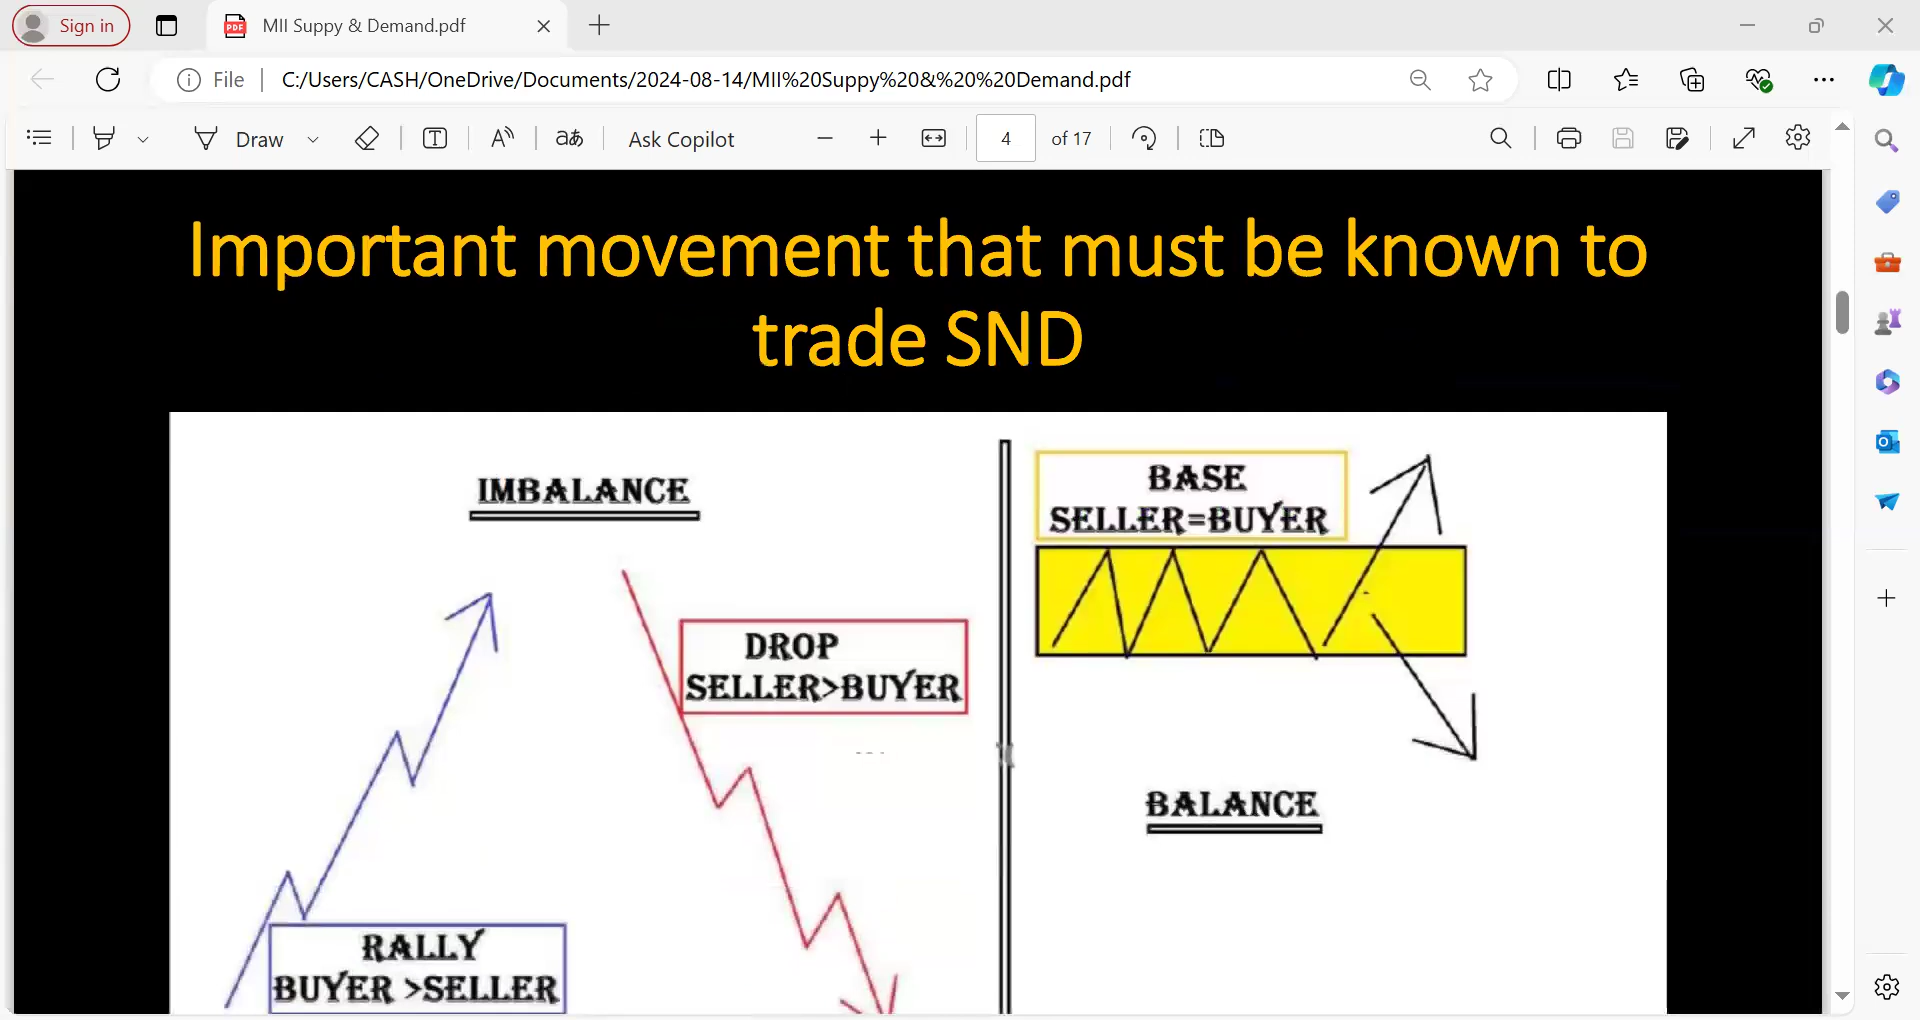 Sign in
MII Suppy & Demand.pdf
File
C:/Users/CASH/OneDrive/Documents/2024-08-14/MII%20Suppy%20&%20%20Demand.pdf
Draw
Ask Copilot
4
of 17
Important movement that must be known to
trade SND
IMBALANCE
BASE
SELLER=BUYER
DROP
SELLER>BUYER
BALANCE
RALLY
BUYER >SELLER